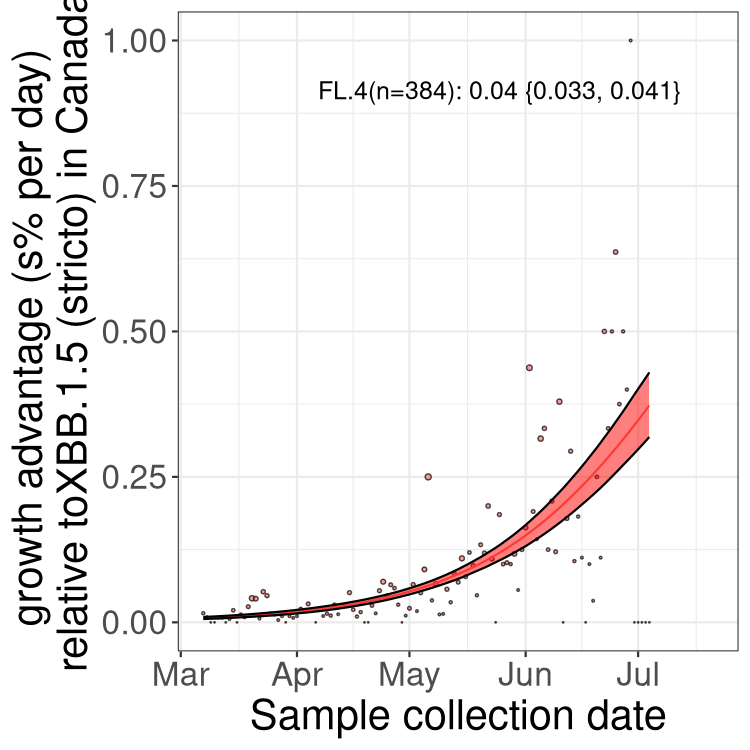 growth advantage (s% per day)
relative toXBB.1.5 (stricto) in Canada
1.00
0.75
0.50
0.25
0.00
FL.4(n=384): 0.04 {0.033, 0.041}
Mar
Apr
May
Jun
Jul
Sample collection date